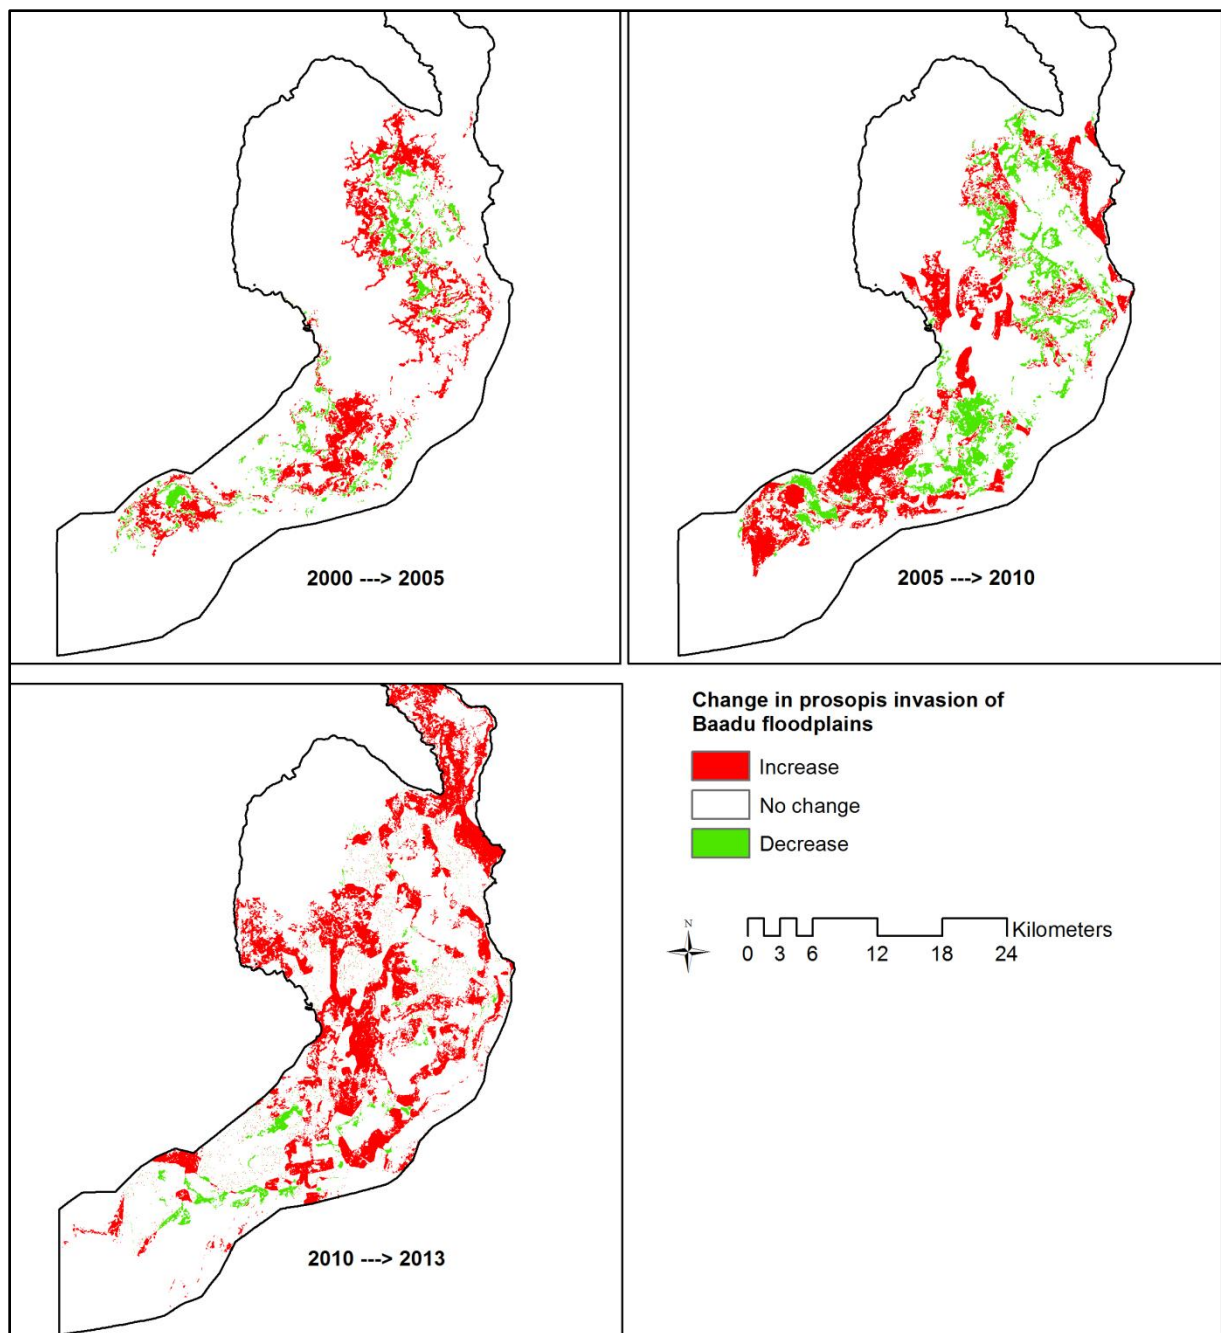 2000 ---> 2005
2005 ---> 2010
2010 ---> 2013
Change in prosopis invasion of
Baadu floodplains
Increase
No change
Decrease
N
Kilometers
0 3 6 12 18 24